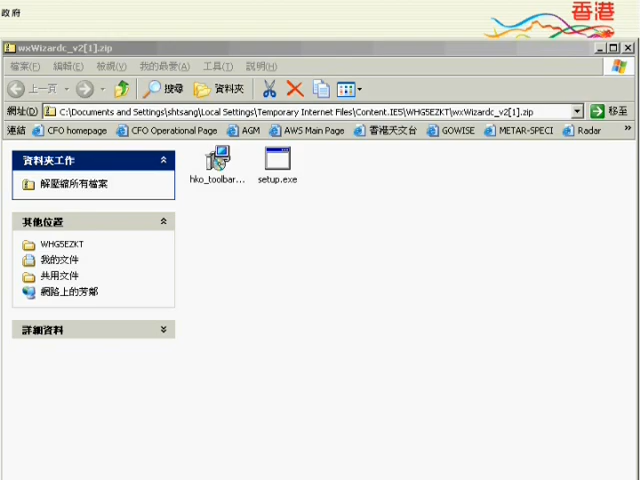 政府
香港
wxWizardc_v2[1].zip
檔案(F) 編輯(E) 檢視(V) 我的最愛(A) 工具(T) 說明(H)
上一頁 搜尋 資料夾
網址(D) C:\Documents and Settings\shtsang\Local Settings\Temporary Internet Files\Content.IE5\WHG5EZKT\wxWizardc_v2[1].zip 移至
連結 CFO homepage CFO Operational Page AGM AWS Main Page 香港天文台 GOWISE METAR-SPECI Radar »
資料夾工作
解壓縮所有檔案
hko_toolbar... setup.exe
其他位置
WHG5EZKT
我的文件
共用文件
網路上的芳鄰
詳細資料